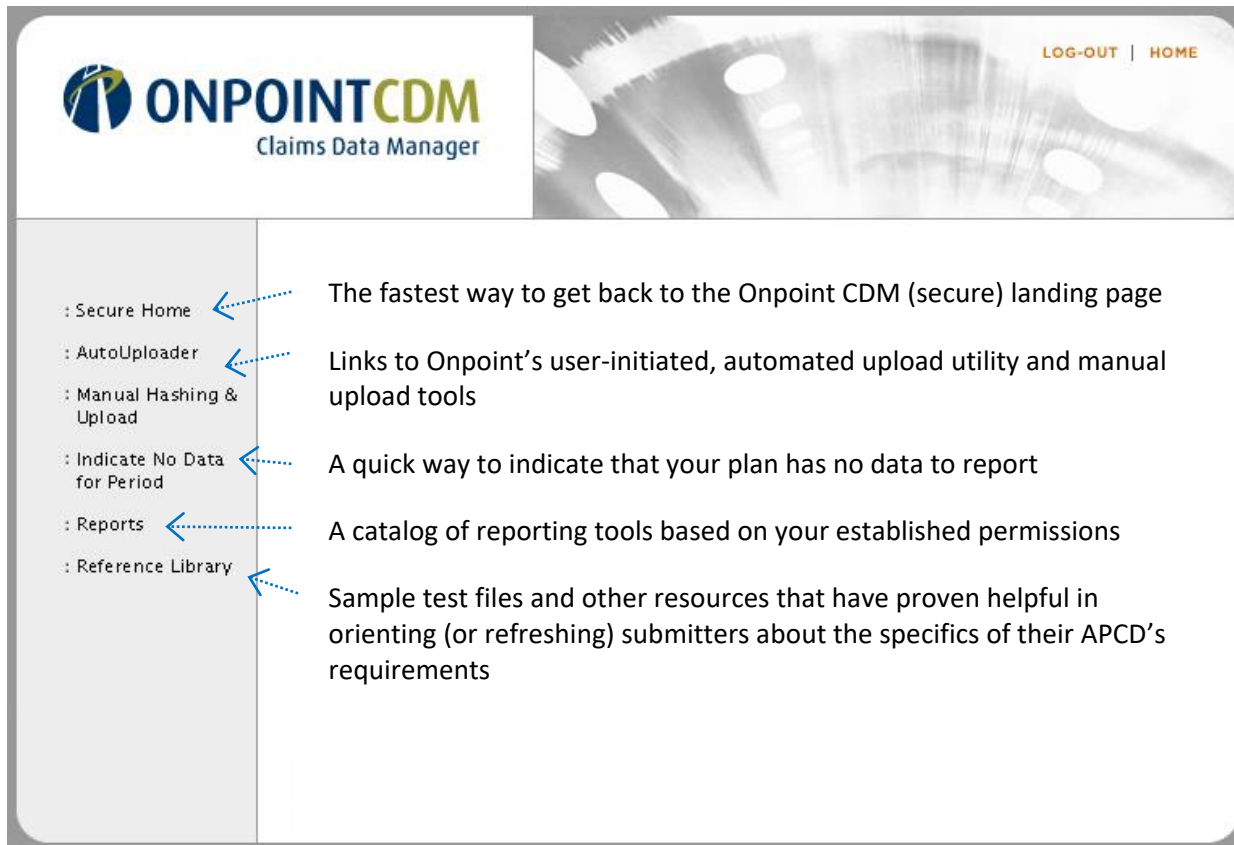 LOG-OUT | HOME
ONPOINTCDM
Claims Data Manager
: Secure Home
The fastest way to get back to the Onpoint CDM (secure) landing page
: AutoUploader
Links to Onpoint’s user-initiated, automated upload utility and manual
upload tools
: Manual Hashing &
Upload
: Indicate No Data
for Period
A quick way to indicate that your plan has no data to report
: Reports
A catalog of reporting tools based on your established permissions
: Reference Library
Sample test files and other resources that have proven helpful in
orienting (or refreshing) submitters about the specifics of their APCD’s
requirements